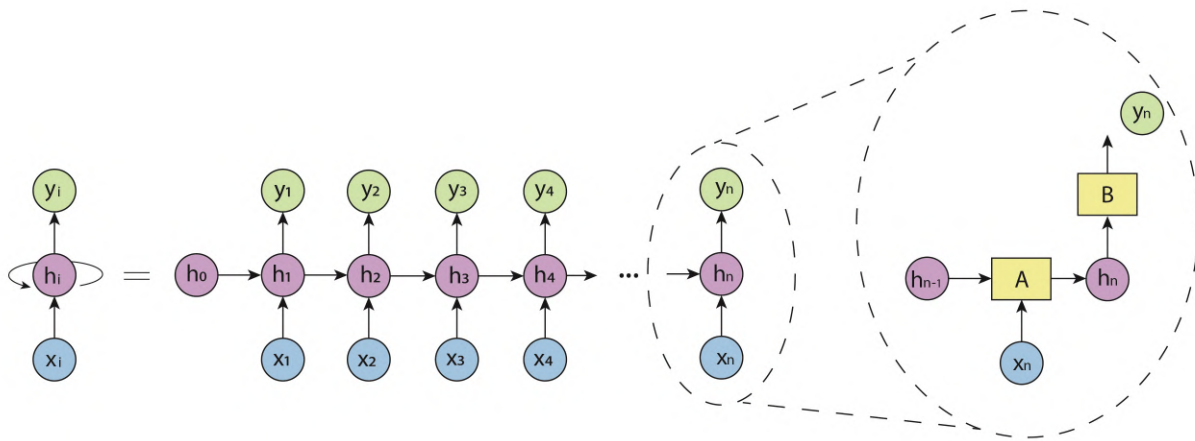 yn
yi y1 y2 y3 y4 yn B
hi = h0 h1 h2 h3 h4 ... hn hn-1 A hn
xi x1 x2 x3 x4 xn xn